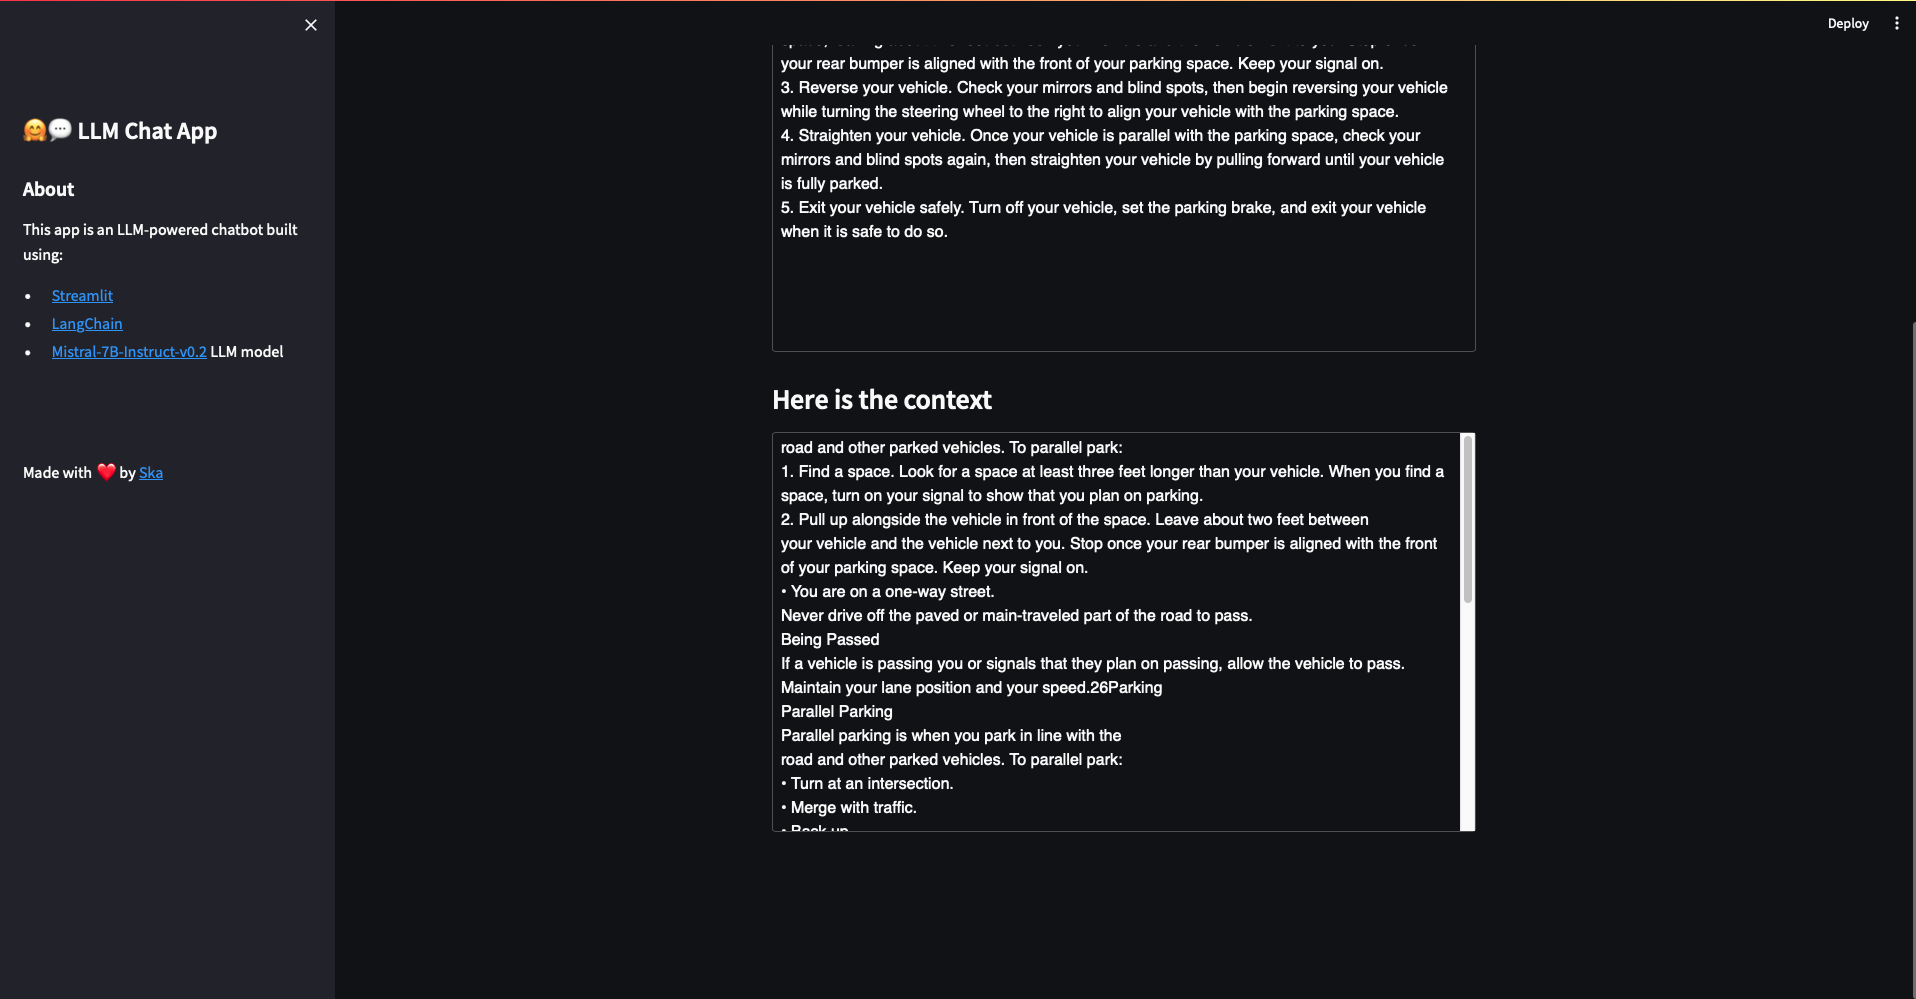 Deploy
🤗💬 LLM Chat App
About
This app is an LLM-powered chatbot built
using:
• Streamlit
• LangChain
• Mistral-7B-Instruct-v0.2 LLM model
Made with ❤️ by Ska
your rear bumper is aligned with the front of your parking space. Keep your signal on.
3. Reverse your vehicle. Check your mirrors and blind spots, then begin reversing your vehicle
while turning the steering wheel to the right to align your vehicle with the parking space.
4. Straighten your vehicle. Once your vehicle is parallel with the parking space, check your
mirrors and blind spots again, then straighten your vehicle by pulling forward until your vehicle
is fully parked.
5. Exit your vehicle safely. Turn off your vehicle, set the parking brake, and exit your vehicle
when it is safe to do so.
Here is the context
road and other parked vehicles. To parallel park:
1. Find a space. Look for a space at least three feet longer than your vehicle. When you find a
space, turn on your signal to show that you plan on parking.
2. Pull up alongside the vehicle in front of the space. Leave about two feet between
your vehicle and the vehicle next to you. Stop once your rear bumper is aligned with the front
of your parking space. Keep your signal on.
• You are on a one-way street.
Never drive off the paved or main-traveled part of the road to pass.
Being Passed
If a vehicle is passing you or signals that they plan on passing, allow the vehicle to pass.
Maintain your lane position and your speed.26Parking
Parallel Parking
Parallel parking is when you park in line with the
road and other parked vehicles. To parallel park:
• Turn at an intersection.
• Merge with traffic.
• Back up